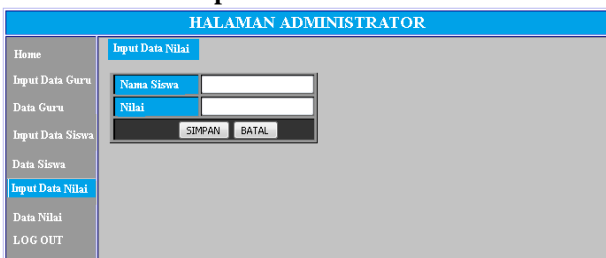 HALAMAN ADMINISTRATOR
Home
Input Data Guru
Data Guru
Input Data Siswa
Data Siswa
Input Data Nilai
Data Nilai
LOG OUT
Input Data Nilai
Nama Siswa
Nilai
SIMPAN BATAL